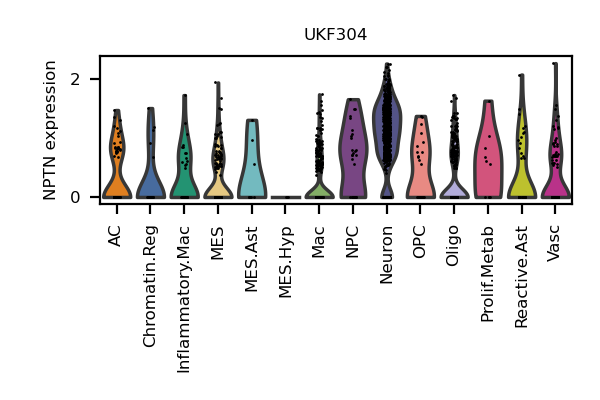 UKF304
NPTN expression
2
0
AC
Chromatin.Reg
Inflammatory.Mac
MES
MES.Ast
MES.Hyp
Mac
NPC
Neuron
OPC
Oligo
Prolif.Metab
Reactive.Ast
Vasc